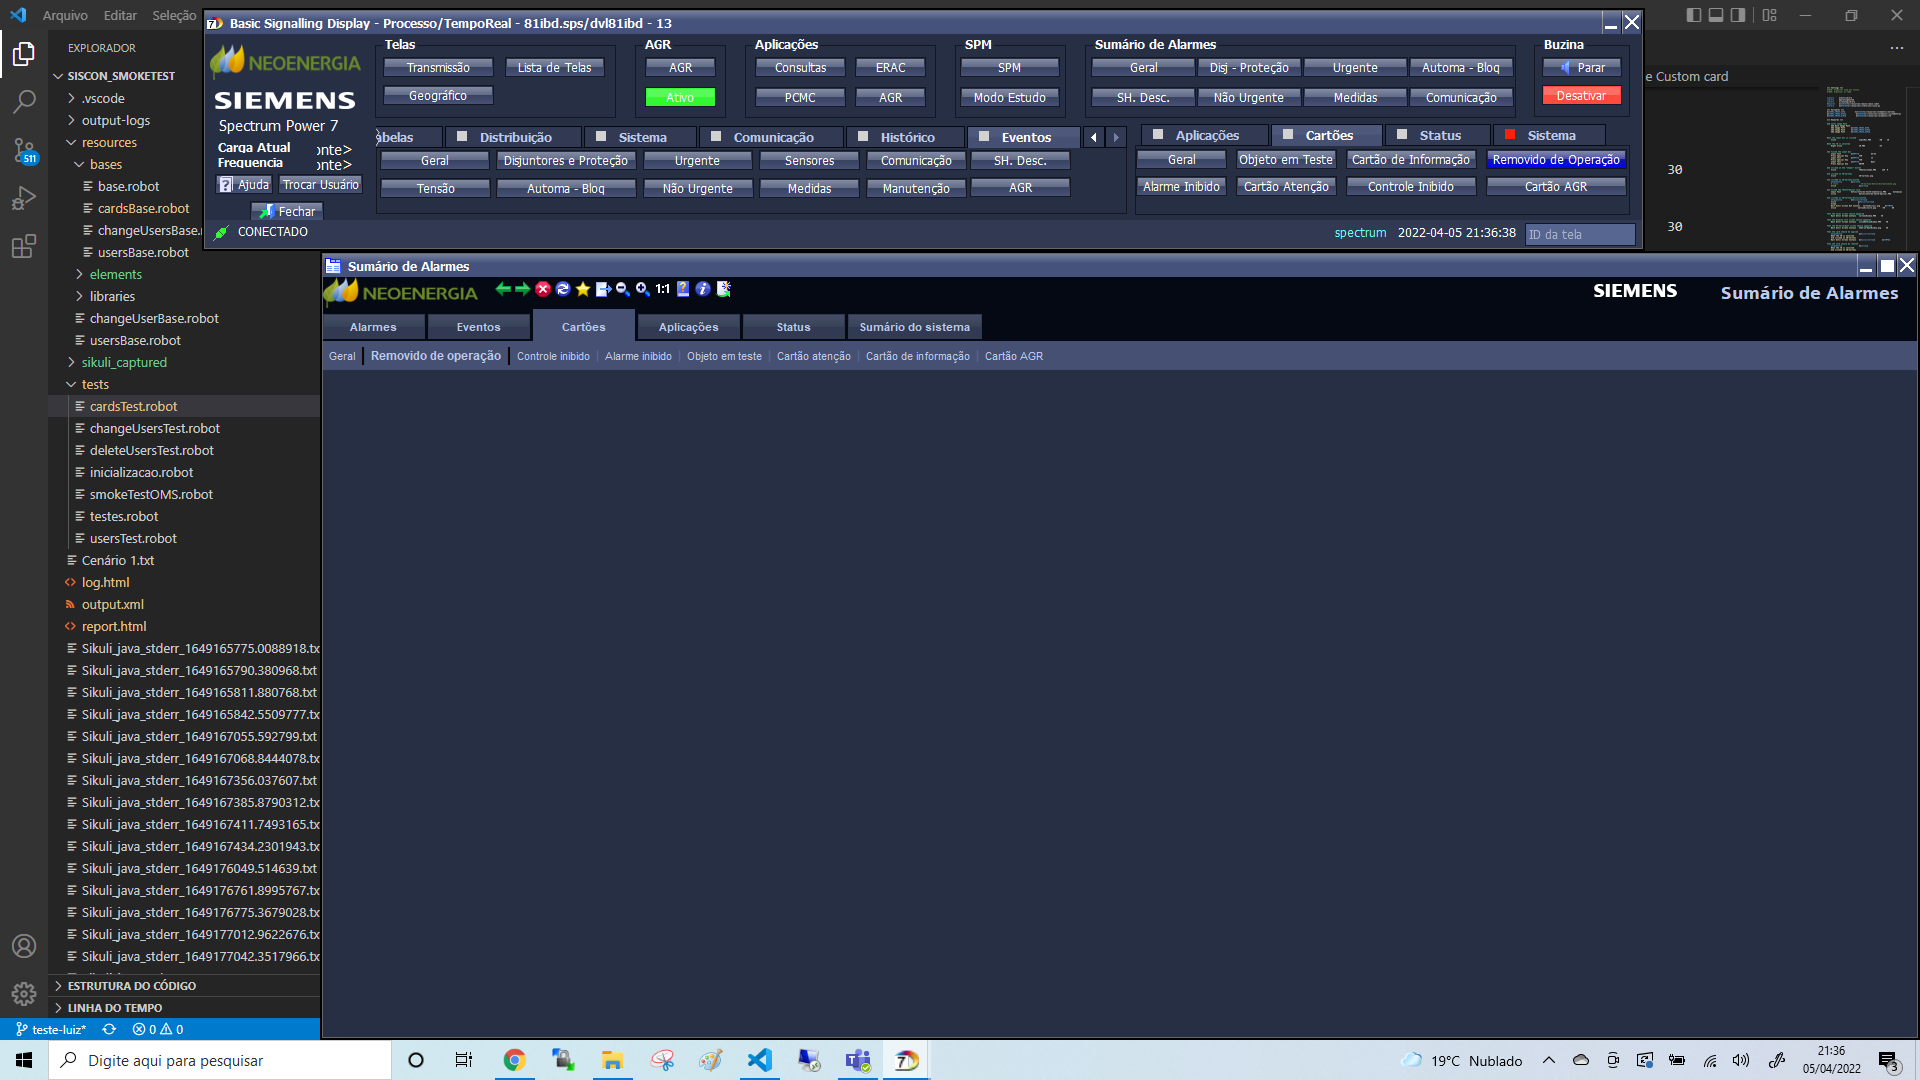 Arquivo Editar Seleção
Basic Signalling Display - Processo/TempoReal - 81ibd.sps/dvl81ibd - 13
EXPLORADOR
SISCON_SMOKETEST
.vscode
output-logs
resources
bases
base.robot
cardsBase.robot
changeUsersBase.
usersBase.robot
elements
libraries
changeUserBase.robot
usersBase.robot
sikuli_captured
tests
cardsTest.robot
changeUsersTest.robot
deleteUsersTest.robot
inicializacao.robot
smokeTestOMS.robot
testes.robot
usersTest.robot
Cenário 1.txt
log.html
output.xml
report.html
Sikuli_java_stderr_1649165775.0088918.tx
Sikuli_java_stderr_1649165790.380968.txt
Sikuli_java_stderr_1649165811.880768.txt
Sikuli_java_stderr_1649165842.5509777.tx
Sikuli_java_stderr_1649167055.592799.txt
Sikuli_java_stderr_1649167068.8444078.tx
Sikuli_java_stderr_1649167356.037607.txt
Sikuli_java_stderr_1649167385.8790312.tx
Sikuli_java_stderr_1649167411.7493165.tx
Sikuli_java_stderr_1649167434.2301943.tx
Sikuli_java_stderr_1649176049.514639.txt
Sikuli_java_stderr_1649176761.8995767.tx
Sikuli_java_stderr_1649176775.3679028.tx
Sikuli_java_stderr_1649177012.9622676.tx
Sikuli_java_stderr_1649177042.3517966.tx
ESTRUTURA DO CÓDIGO
LINHA DO TEMPO
511
teste-luiz* 0 0
NEOENERGIA
SIEMENS
Spectrum Power 7
Carga Atual onte>
Frequencia onte>
Ajuda Trocar Usuário
Fechar
CONECTADO
Telas
Transmissão Lista de Telas
Geográfico
AGR
AGR
Ativo
Aplicações
Consultas ERAC
PCMC AGR
SPM
SPM
Modo Estudo
Sumário de Alarmes
Geral Disj - Proteção Urgente Automa - Bloq
SH. Desc. Não Urgente Medidas Comunicação
Buzina
Parar
Desativar
belas Distribuição Sistema Comunicação Histórico Eventos
Geral Disjuntores e Proteção Urgente Sensores Comunicação SH. Desc.
Tensão Automa - Bloq Não Urgente Medidas Manutenção AGR
Aplicações Cartões Status Sistema
Geral Objeto em Teste Cartão de Informação Removido de Operação
Alarme Inibido Cartão Atenção Controle Inibido Cartão AGR
spectrum 2022-04-05 21:36:38 ID da tela
e Custom card
30
30
Sumário de Alarmes
NEOENERGIA 1:1 SIEMENS Sumário de Alarmes
Alarmes Eventos Cartões Aplicações Status Sumário do sistema
Geral Removido de operação Controle inibido Alarme inibido Objeto em teste Cartão atenção Cartão de informação Cartão AGR
Digite aqui para pesquisar
19°C Nublado
21:36
05/04/2022
3